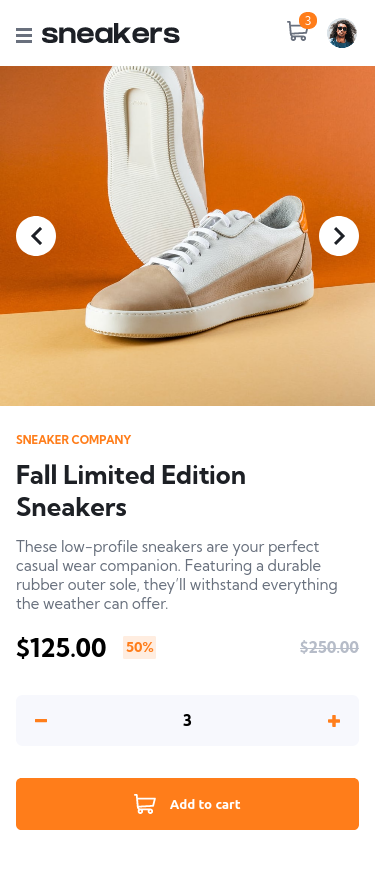 sneakers
3
SNEAKER COMPANY
Fall Limited Edition
Sneakers
These low-profile sneakers are your perfect
casual wear companion. Featuring a durable
rubber outer sole, they’ll withstand everything
the weather can offer.
$125.00 50% $250.00
3
Add to cart